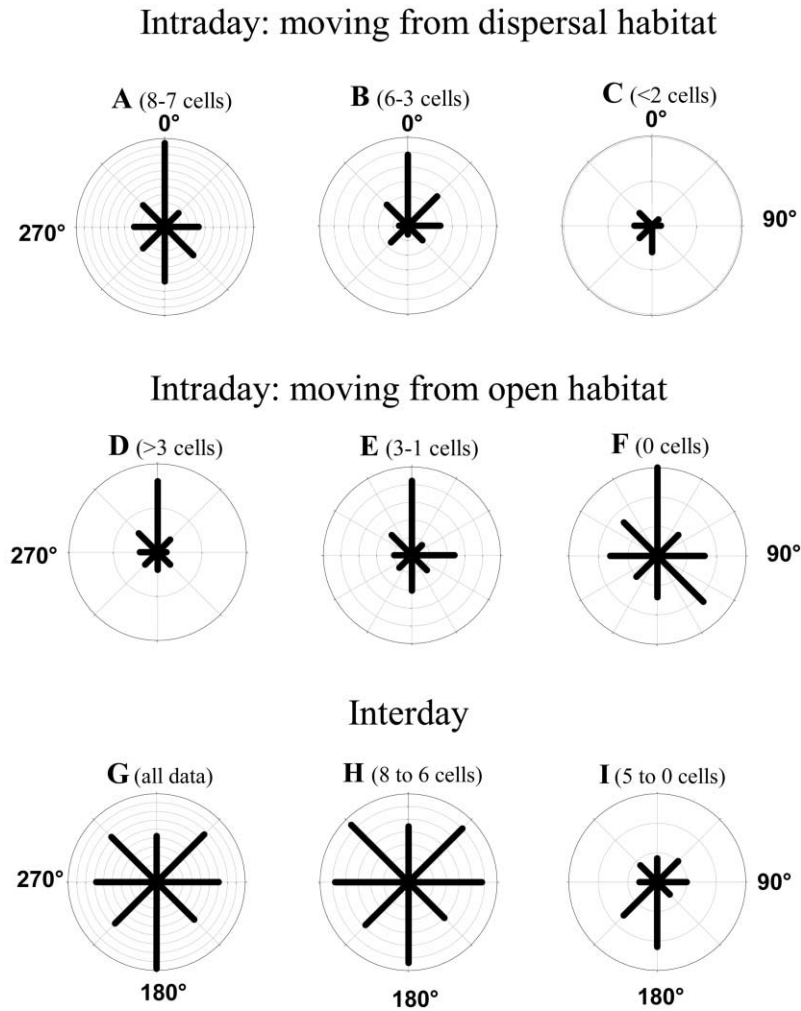 Intraday: moving from dispersal habitat
A (8-7 cells) B (6-3 cells) C (<2 cells)
0° 0° 0°
270° 90°
Intraday: moving from open habitat
D (>3 cells) E (3-1 cells) F (0 cells)
270° 90°
Interday
G (all data) H (8 to 6 cells) I (5 to 0 cells)
270° 90°
180° 180° 180°